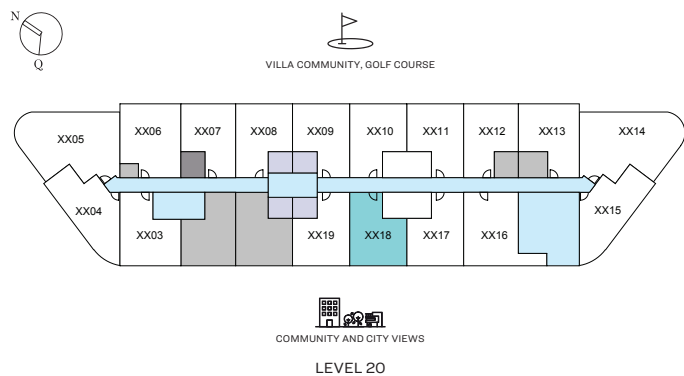 N
Q
VILLA COMMUNITY, GOLF COURSE
XX05 XX06 XX07 XX08 XX09 XX10 XX11 XX12 XX13 XX14
XX04 XX03 XX19 XX18 XX17 XX16 XX15
COMMUNITY AND CITY VIEWS
LEVEL 20